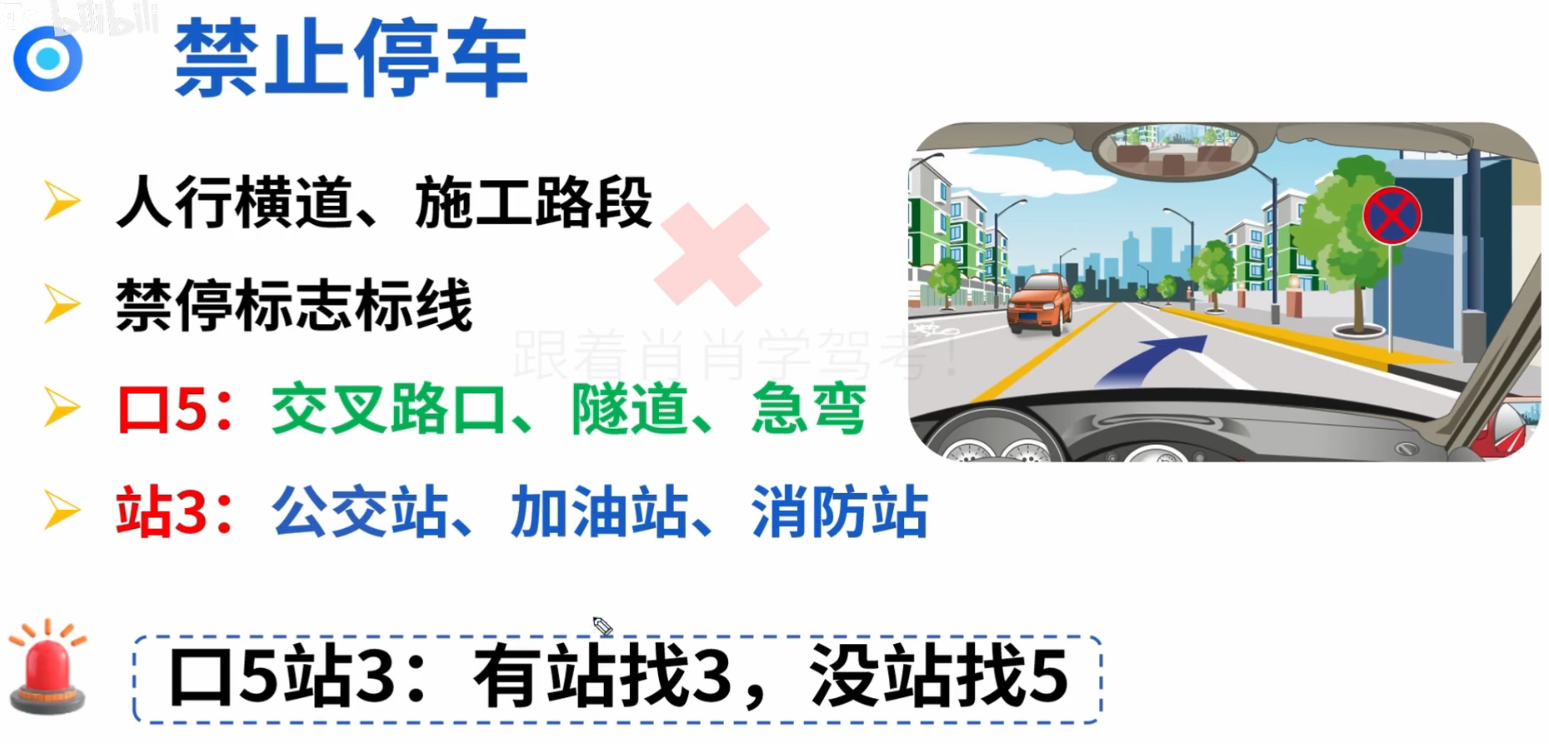 bilibili
禁止停车
人行横道、施工路段
禁停标志标线
跟着肖肖学驾考！
口5：交叉路口、隧道、急弯
站3：公交站、加油站、消防站
口5站3：有站找3，没站找5